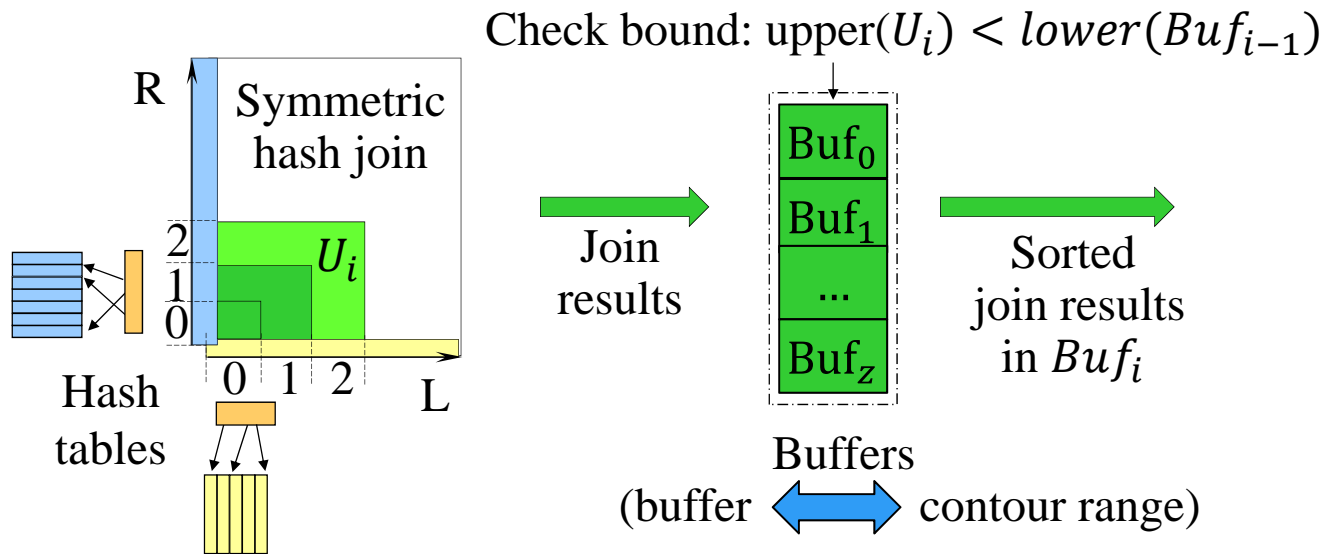 Check bound: upper(U_i) < lower(Buf_{i−1})
R
Symmetric
hash join
2
1
0
U_i
0 1 2
L
Hash
tables
Join
results
Buf_0
Buf_1
...
Buf_z
Sorted
join results
in Buf_i
Buffers
(buffer contour range)